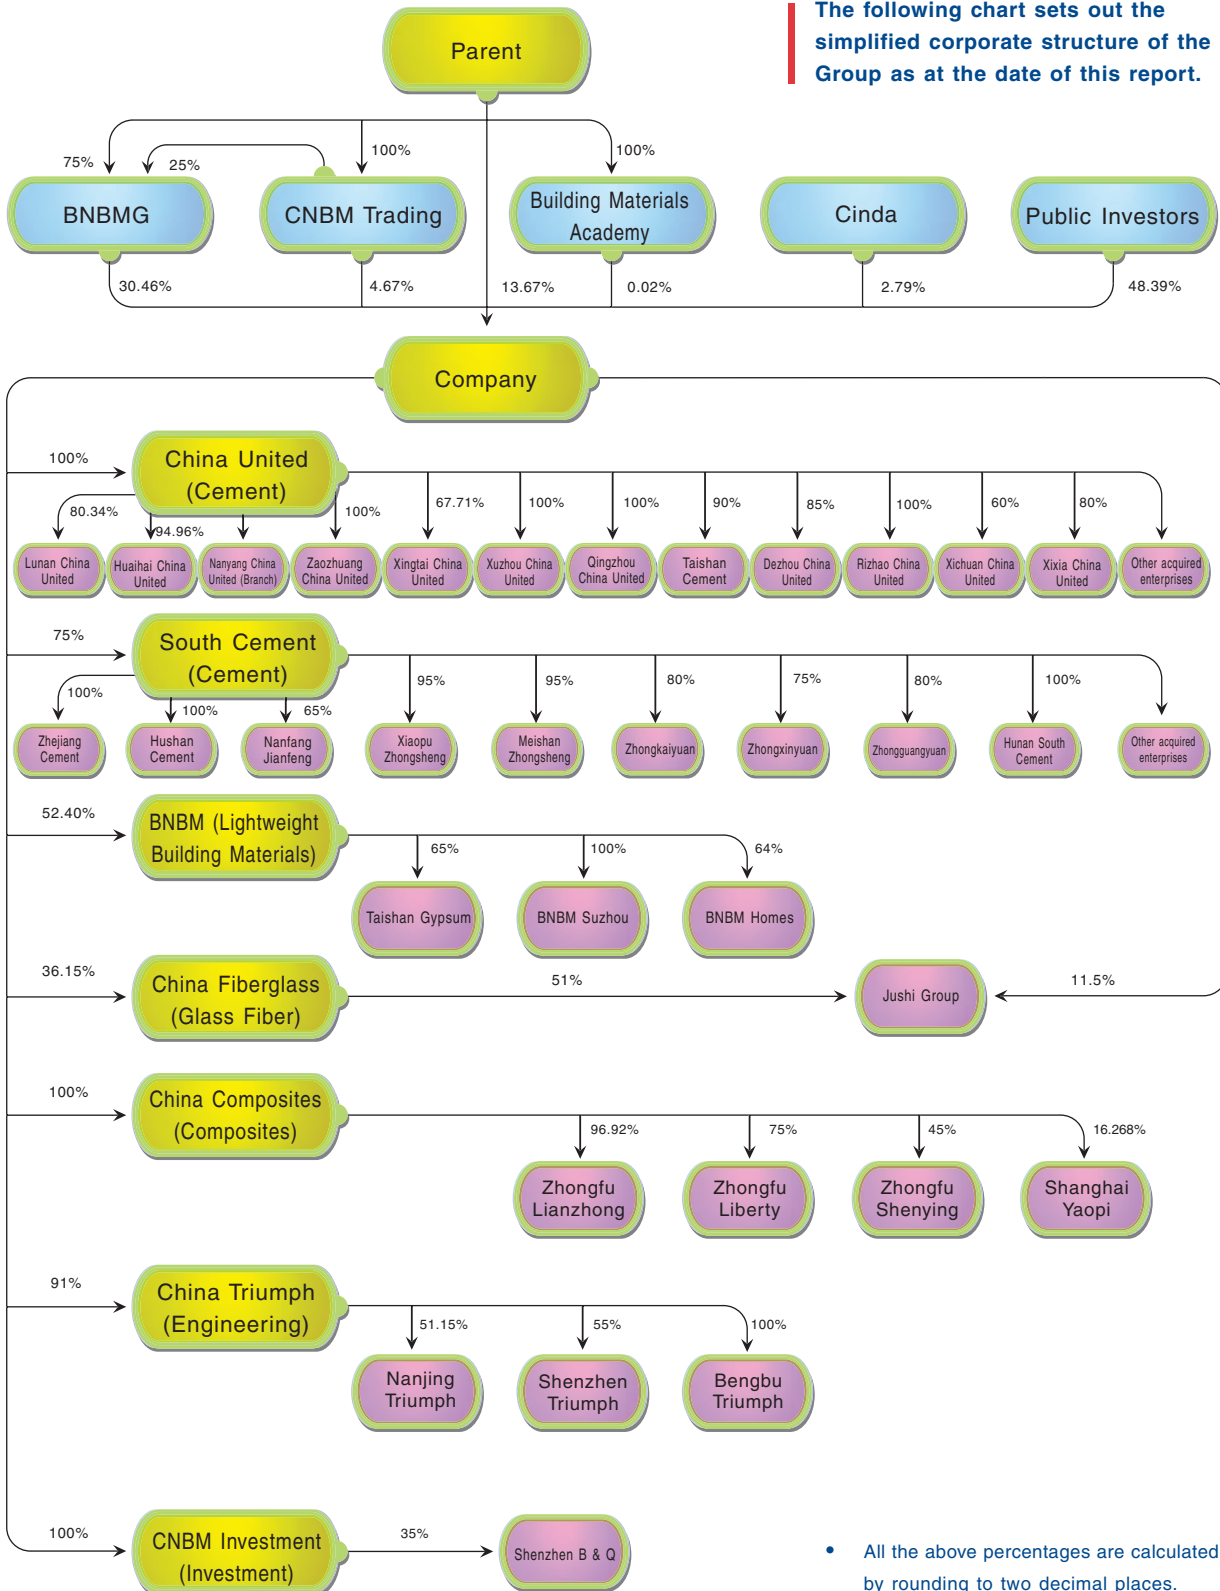 The following chart sets out the
simplified corporate structure of the
Group as at the date of this report.
Parent
75%
25%
100%
100%
BNBMG
CNBM Trading
Building Materials
Academy
Cinda
Public Investors
30.46%
4.67%
13.67%
0.02%
2.79%
48.39%
Company
100%
China United
(Cement)
80.34%
94.96%
100%
67.71%
100%
100%
90%
85%
100%
60%
80%
Lunan China
United
Huaihai China
United
Nanyang China
United (Branch)
Zaozhuang
China United
Xingtai China
United
Xuzhou China
United
Qingzhou
China United
Taishan
Cement
Dezhou China
United
Rizhao China
United
Xichuan China
United
Xixia China
United
Other acquired
enterprises
75%
South Cement
(Cement)
100%
100%
65%
95%
95%
80%
75%
80%
100%
Zhejiang
Cement
Hushan
Cement
Nanfang
Jianfeng
Xiaopu
Zhongsheng
Meishan
Zhongsheng
Zhongkaiyuan
Zhongxinyuan
Zhongguangyuan
Hunan South
Cement
Other acquired
enterprises
52.40%
BNBM (Lightweight
Building Materials)
65%
100%
64%
Taishan Gypsum
BNBM Suzhou
BNBM Homes
36.15%
China Fiberglass
(Glass Fiber)
51%
Jushi Group
11.5%
100%
China Composites
(Composites)
96.92%
75%
45%
16.268%
Zhongfu
Lianzhong
Zhongfu
Liberty
Zhongfu
Shenying
Shanghai
Yaopi
91%
China Triumph
(Engineering)
51.15%
55%
100%
Nanjing
Triumph
Shenzhen
Triumph
Bengbu
Triumph
100%
CNBM Investment
(Investment)
35%
Shenzhen B & Q
• All the above percentages are calculated
by rounding to two decimal places.